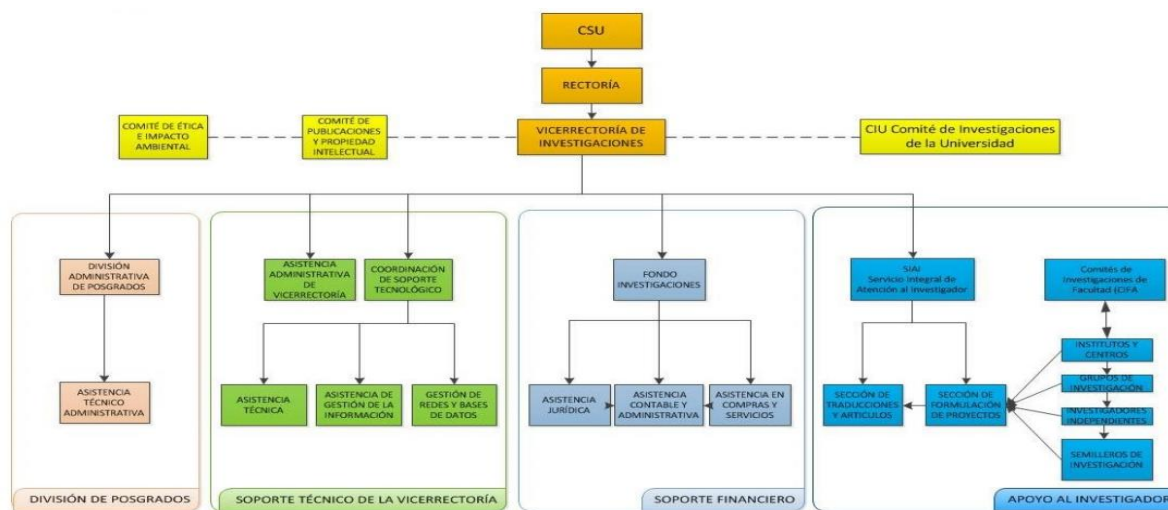 CSU
RECTORÍA
COMITÉ DE ÉTICA
E IMPACTO
AMBIENTAL
COMITÉ DE
PUBLICACIONES
Y PROPIEDAD
INTELECTUAL
VICERRECTORÍA DE
INVESTIGACIONES
CIU Comité de Investigaciones
de la Universidad
DIVISIÓN
ADMINISTRATIVA
DE POSGRADOS
ASISTENCIA
TÉCNICO
ADMINISTRATIVA
DIVISIÓN DE POSGRADOS
ASISTENCIA
ADMINISTRATIVA
DE
VICERRECTORÍA
COORDINACIÓN
DE SOPORTE
TECNOLÓGICO
ASISTENCIA
TÉCNICA
ASISTENCIA DE
GESTIÓN DE LA
INFORMACIÓN
GESTIÓN DE
REDES Y BASES
DE DATOS
SOPORTE TÉCNICO DE LA VICERRECTORÍA
FONDO
INVESTIGACIONES
ASISTENCIA
JURÍDICA
ASISTENCIA
CONTABLE Y
ADMINISTRATIVA
ASISTENCIA EN
COMPRAS Y
SERVICIOS
SOPORTE FINANCIERO
SIAI
Servicio Integral de
Atención al Investigador
Comités de
Investigaciones de
Facultad (CIFA
SECCIÓN DE
TRADUCCIONES
Y ARTICULOS
SECCIÓN DE
FORMULACIÓN
DE PROYECTOS
INSTITUTOS Y
CENTROS
GRUPOS DE
INVESTIGACIÓN
INVESTIGADORES
INDEPENDIENTES
SEMILLEROS DE
INVESTIGACIÓN
APOYO AL INVESTIGADOR